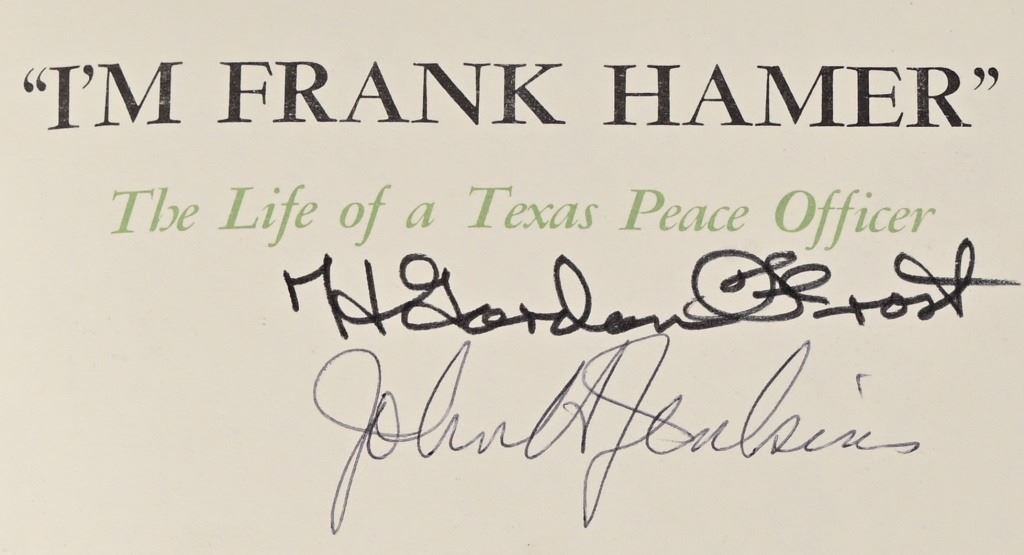 “I’M FRANK HAMER”
The Life of a Texas Peace Officer
H Gordon Frost
John H Jenkins